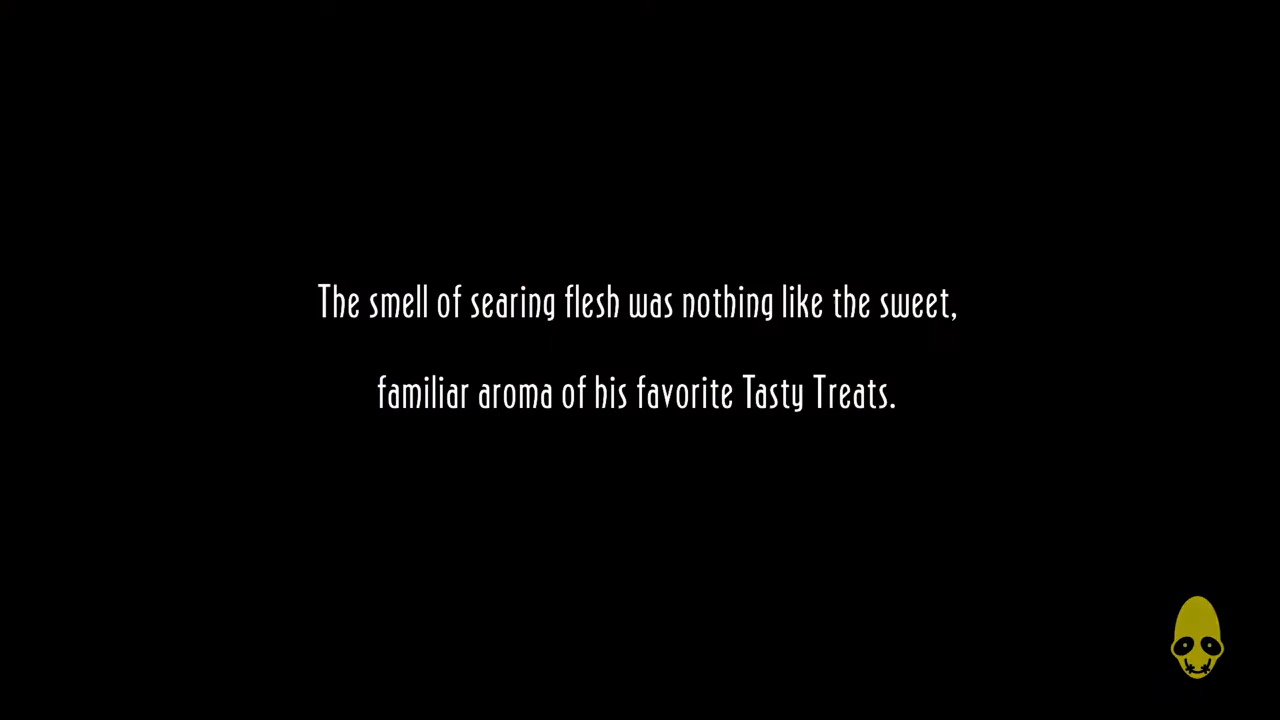 The smell of searing flesh was nothing like the sweet,
familiar aroma of his favorite Tasty Treats.